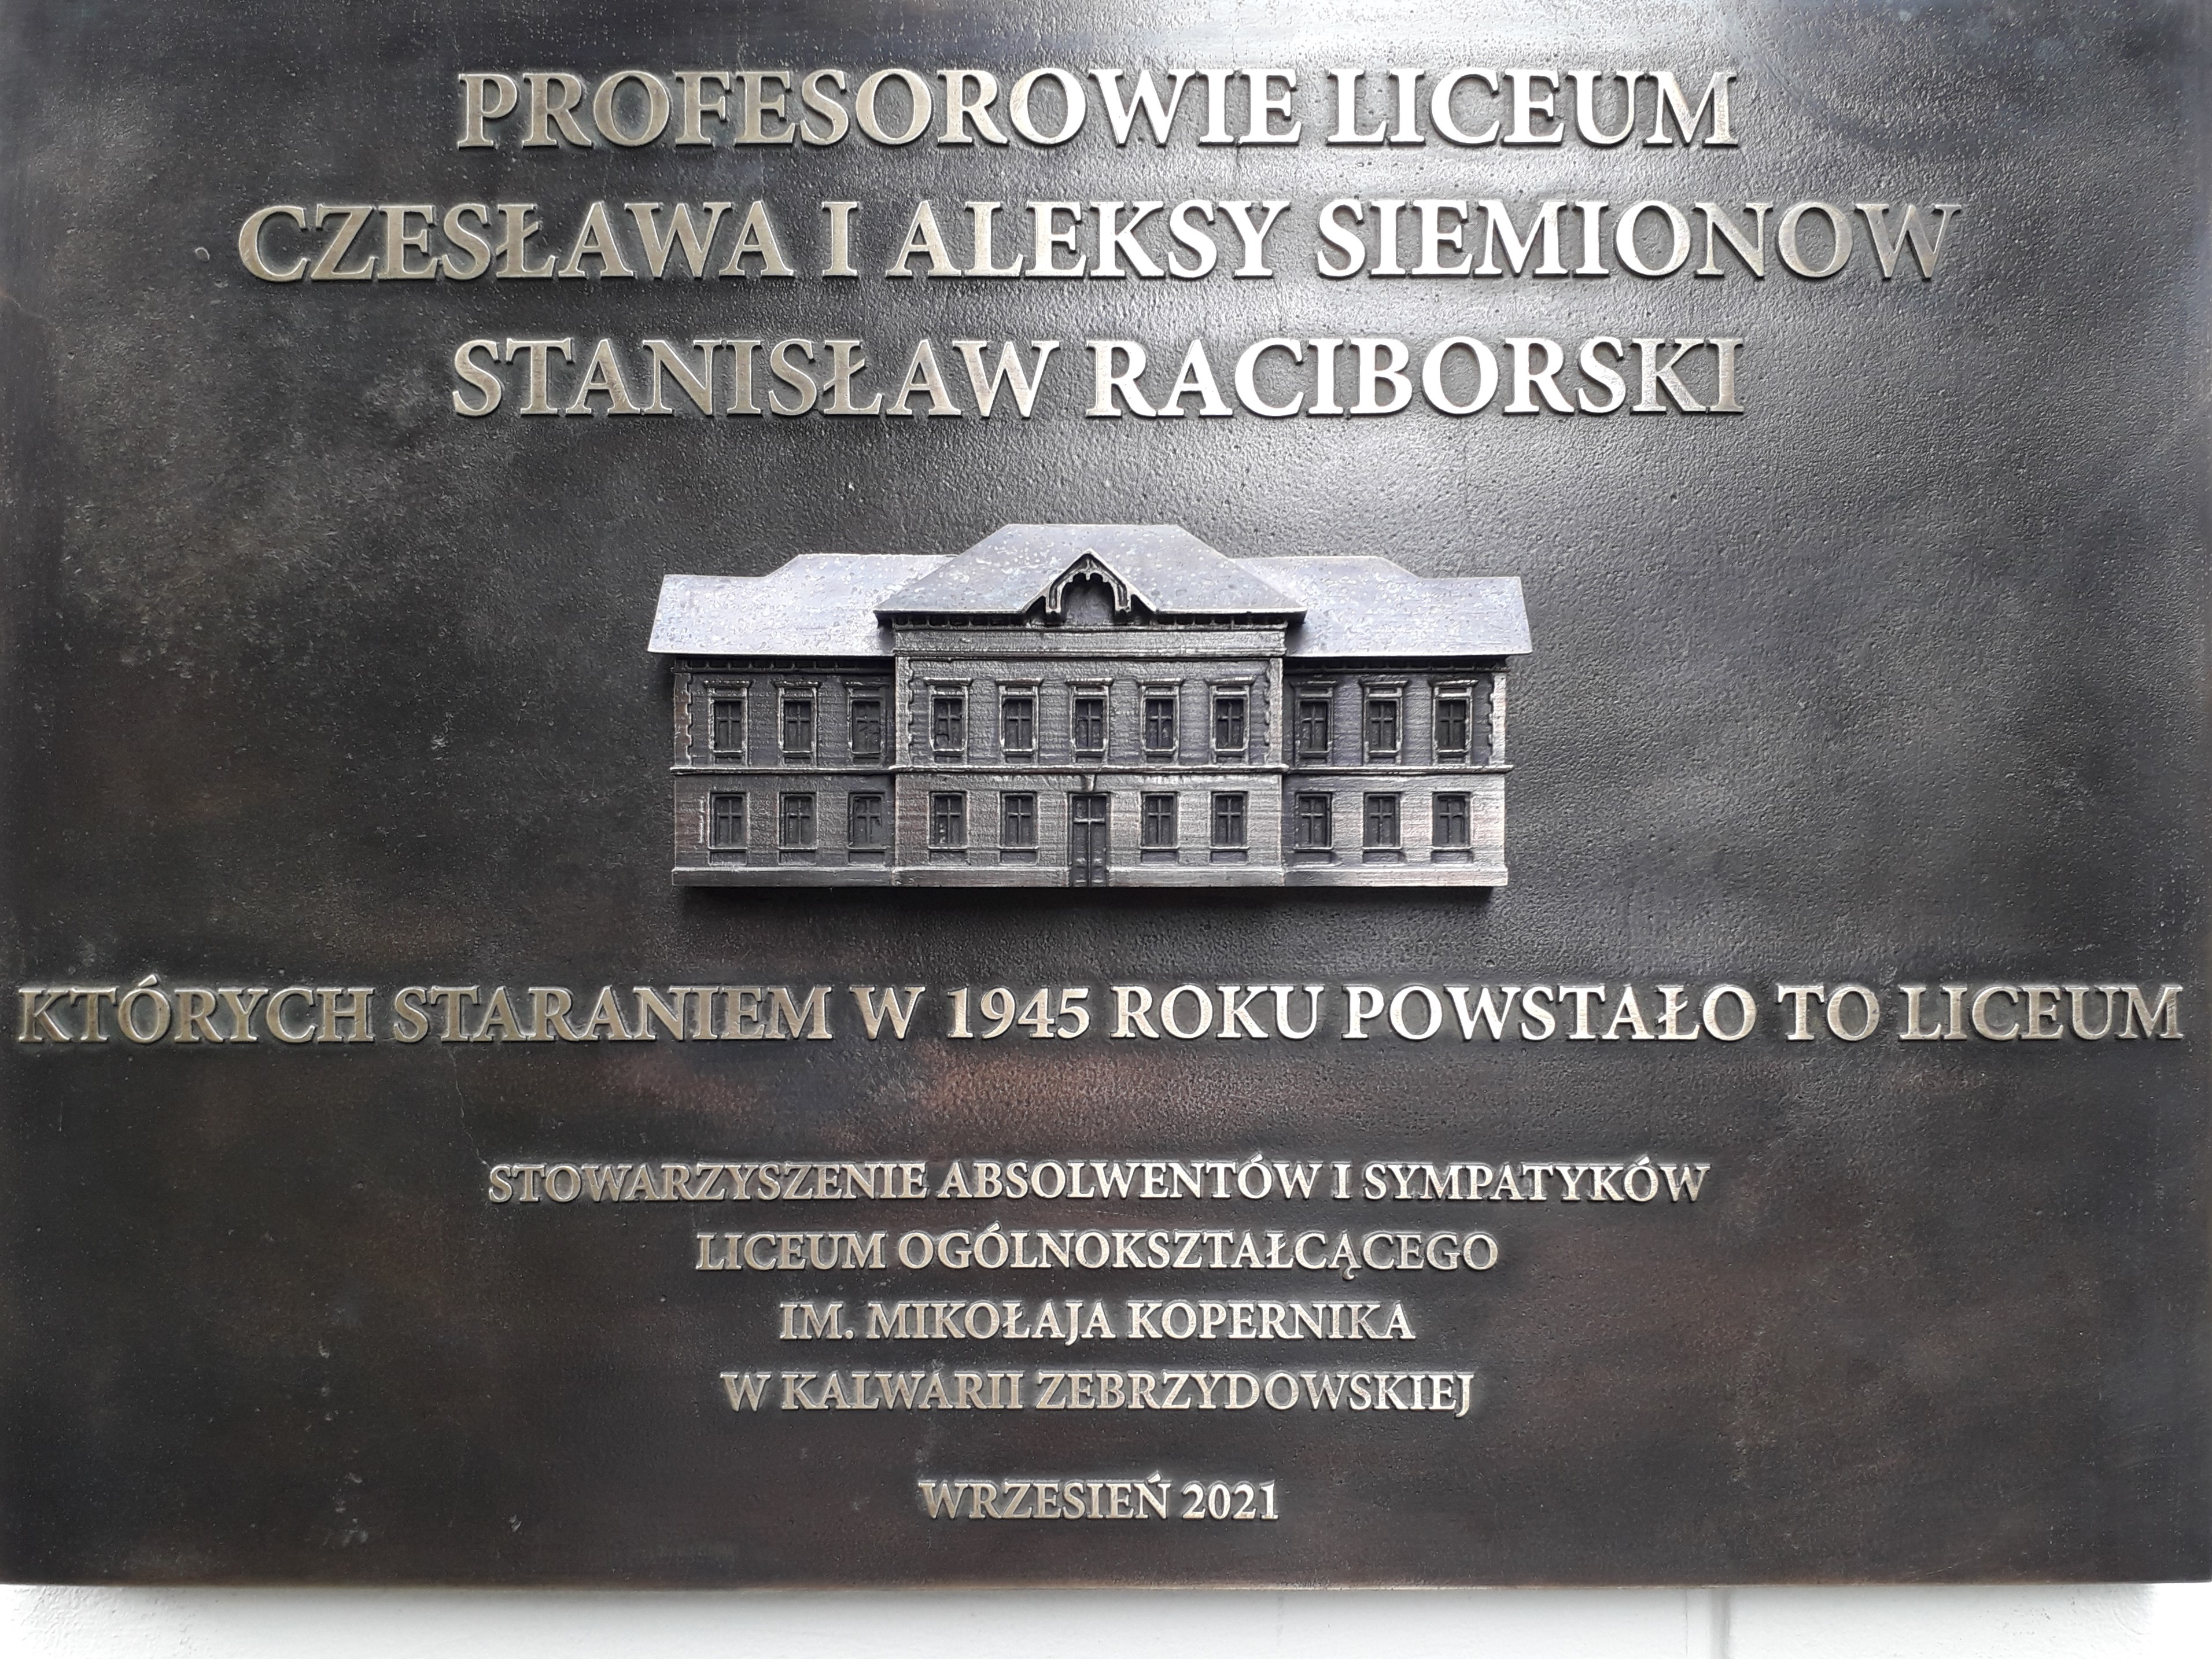 PROFESOROWIE LICEUM
CZESŁAWA I ALEKSY SIEMIONOW
STANISŁAW RACIBORSKI
KTÓRYCH STARANIEM W 1945 ROKU POWSTAŁO TO LICEUM
STOWARZYSZENIE ABSOLWENTÓW I SYMPATYKÓW
LICEUM OGÓLNOKSZTAŁCĄCEGO
IM. MIKOŁAJA KOPERNIKA
W KALWARII ZEBRZYDOWSKIEJ
WRZESIEŃ 2021